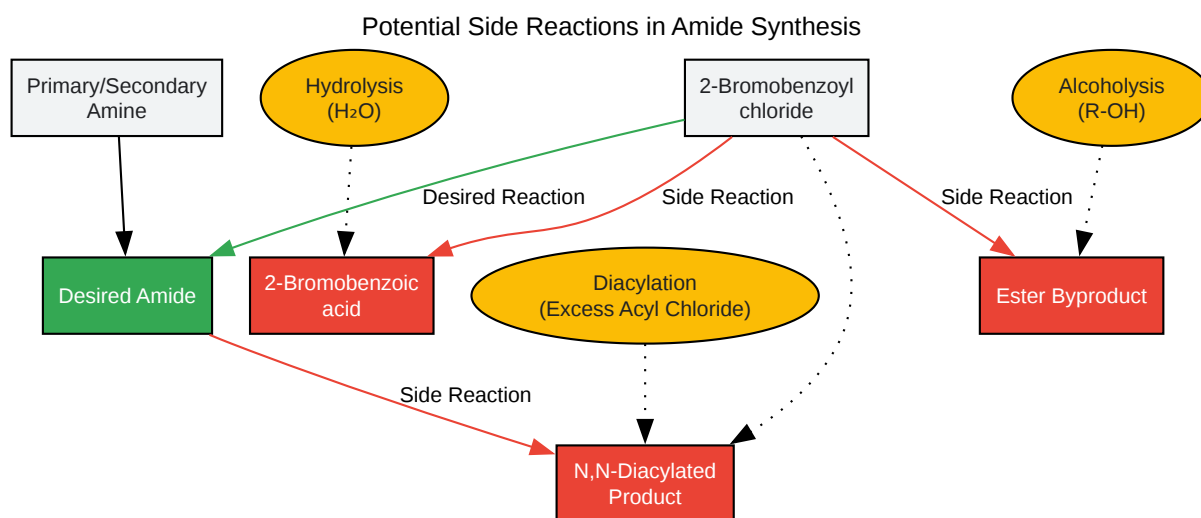 Potential Side Reactions in Amide Synthesis
Primary/Secondary
Amine
Hydrolysis
(H₂O)
2-Bromobenzoyl
chloride
Alcoholysis
(R-OH)
Desired Reaction
Side Reaction
Side Reaction
Desired Amide
2-Bromobenzoic
acid
Diacylation
(Excess Acyl Chloride)
Ester Byproduct
Side Reaction
N,N-Diacylated
Product